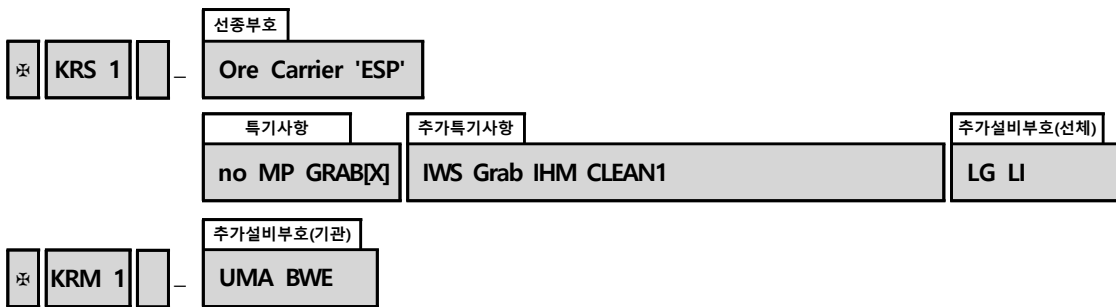 선종부호
✠ KRS 1 – Ore Carrier 'ESP'
특기사항 추가특기사항 추가설비부호(선체)
no MP GRAB[X] IWS Grab IHM CLEAN1 LG LI
추가설비부호(기관)
✠ KRM 1 – UMA BWE